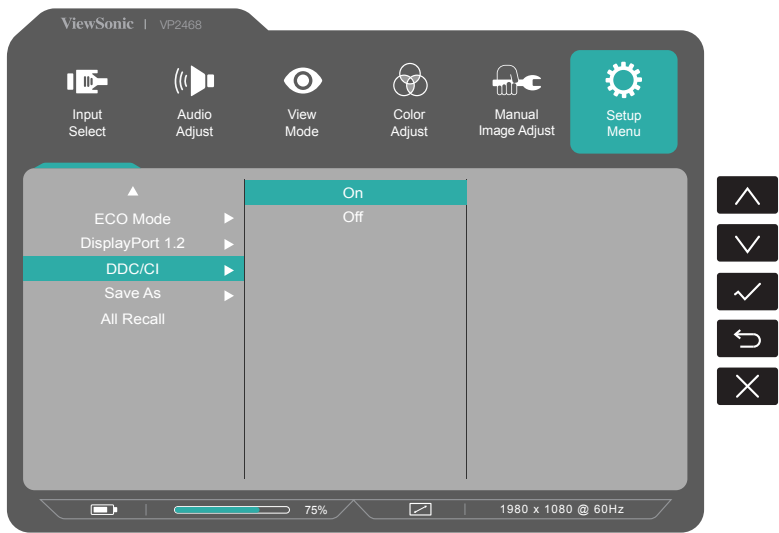 ViewSonic | VP2468
Input Select
Audio Adjust
View Mode
Color Adjust
Manual Image Adjust
Setup Menu
ECO Mode
DisplayPort 1.2
DDC/CI
Save As
All Recall
On
Off
75%
1980 x 1080 @ 60Hz